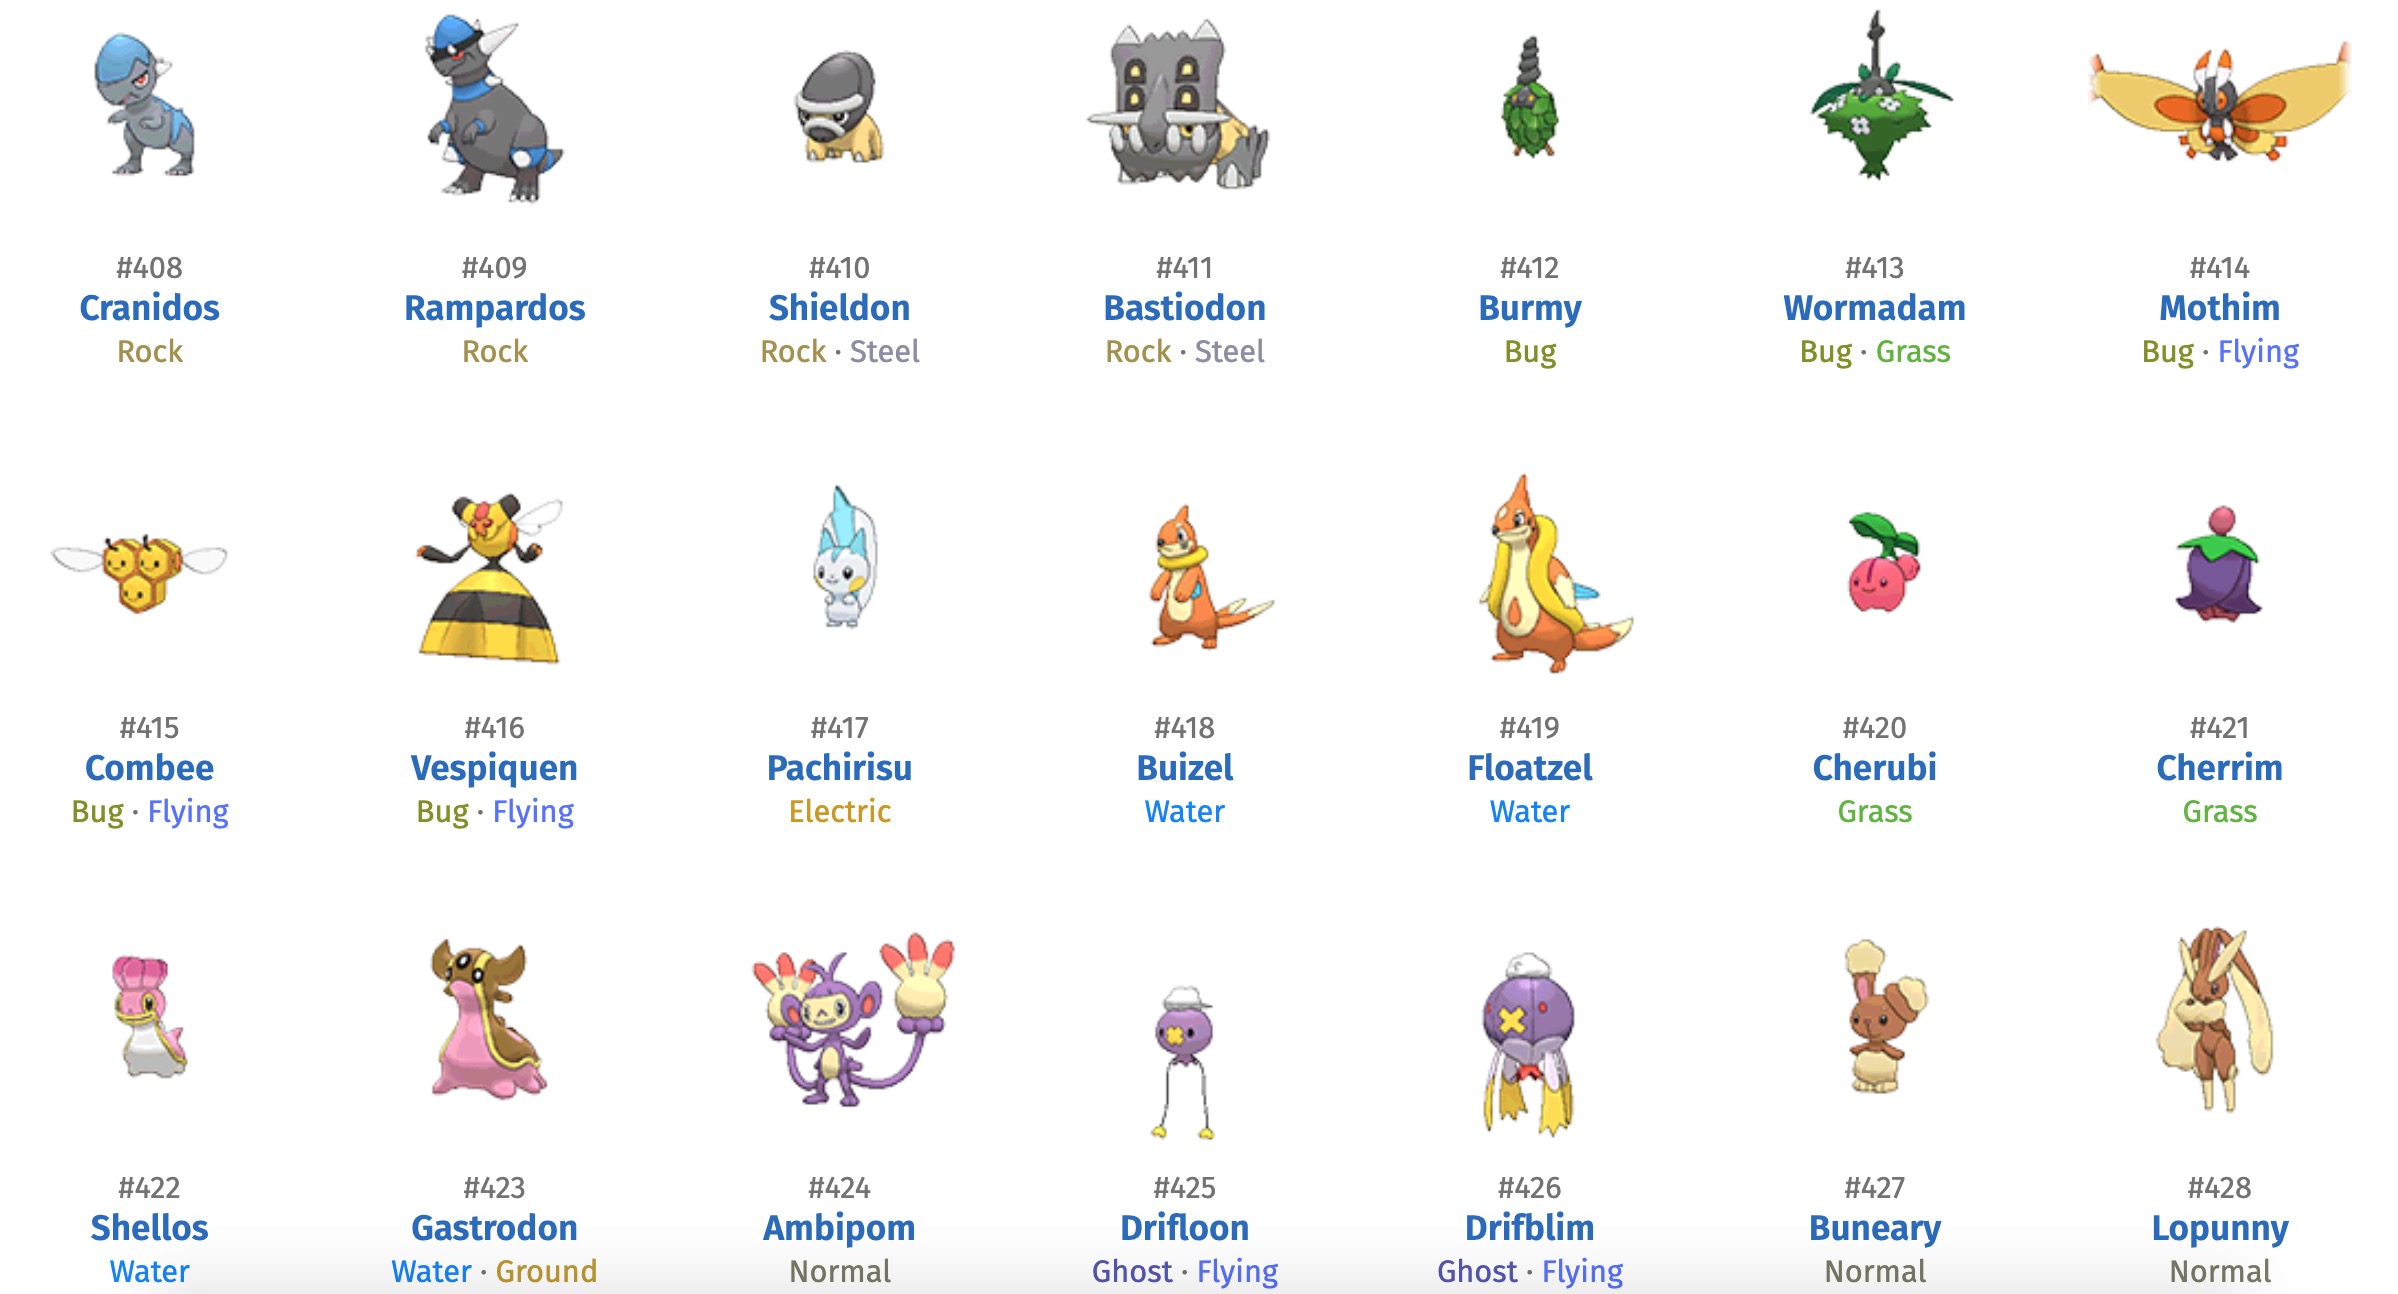 #408 #409 #410 #411 #412 #413 #414
Cranidos Rampardos Shieldon Bastiodon Burmy Wormadam Mothim
Rock Rock Rock · Steel Rock · Steel Bug Bug · Grass Bug · Flying
#415 #416 #417 #418 #419 #420 #421
Combee Vespiquen Pachirisu Buizel Floatzel Cherubi Cherrim
Bug · Flying Bug · Flying Electric Water Water Grass Grass
#422 #423 #424 #425 #426 #427 #428
Shellos Gastrodon Ambipom Drifloon Drifblim Buneary Lopunny
Water Water · Ground Normal Ghost · Flying Ghost · Flying Normal Normal